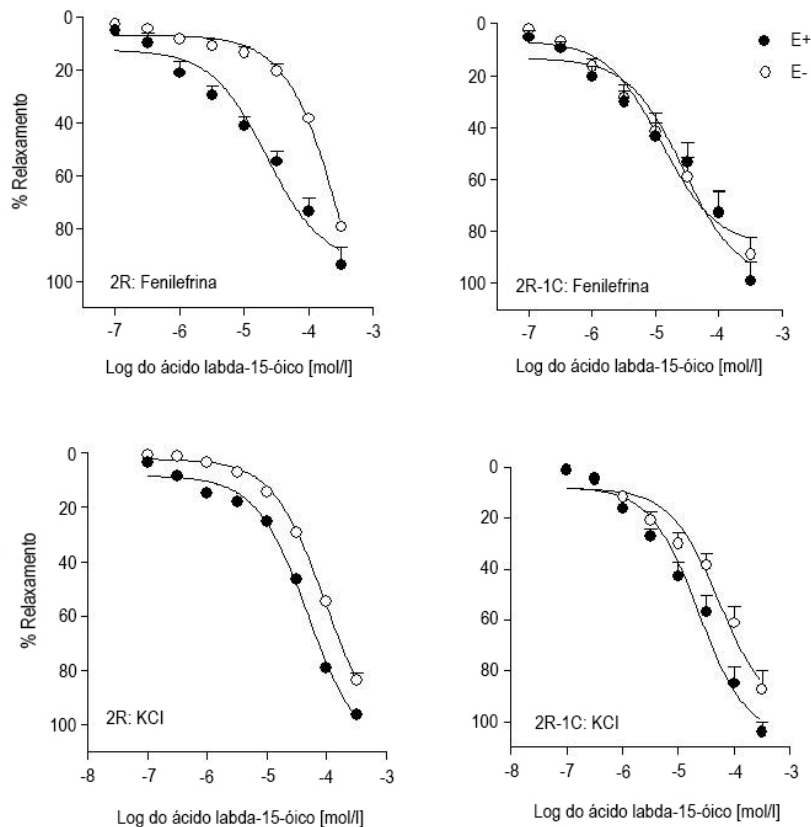 % Relaxamento
0
20
40
60
80
100
2R: Fenilefrina
-7 -6 -5 -4 -3
Log do ácido labda-15-óico [mol/l]
0
20
40
60
80
100
2R-1C: Fenilefrina
-7 -6 -5 -4 -3
Log do ácido labda-15-óico [mol/l]
E+
E-
% Relaxamento
0
20
40
60
80
100
2R: KCl
-8 -7 -6 -5 -4 -3
Log do ácido labda-15-óico [mol/l]
0
20
40
60
80
100
2R-1C: KCl
-8 -7 -6 -5 -4 -3
Log do ácido labda-15-óico [mol/l]